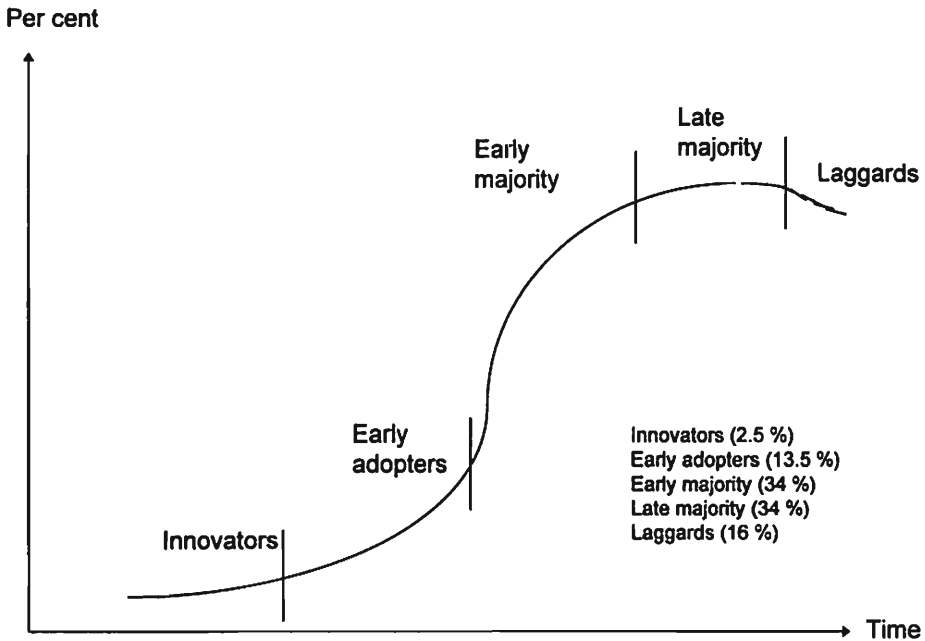 Per cent
Late
majority
Early
majority
Laggards
Early
adopters
Innovators (2.5 %)
Early adopters (13.5 %)
Early majority (34 %)
Late majority (34 %)
Laggards (16 %)
Innovators
Time